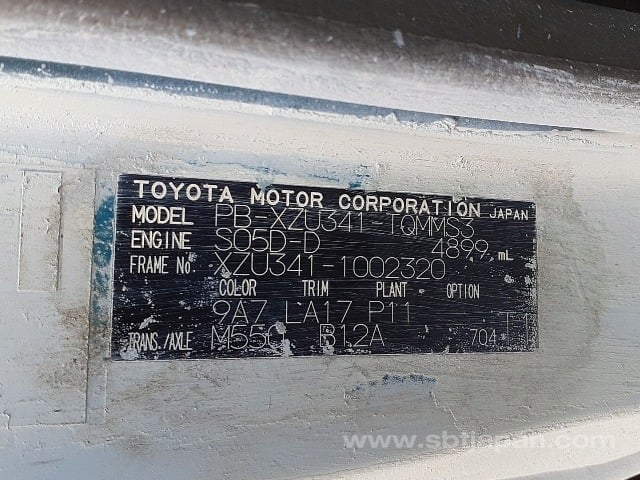 TOYOTA MOTOR CORPORATION JAPAN
MODEL PB-XZU341-TQMMS3
ENGINE S05D-D 4899 mL
FRAME No. XZU341-1002320
COLOR TRIM PLANT OPTION
9A7 LA17 P11
TRANS./AXLE M550 B12A 704
www.sbtjapan.com